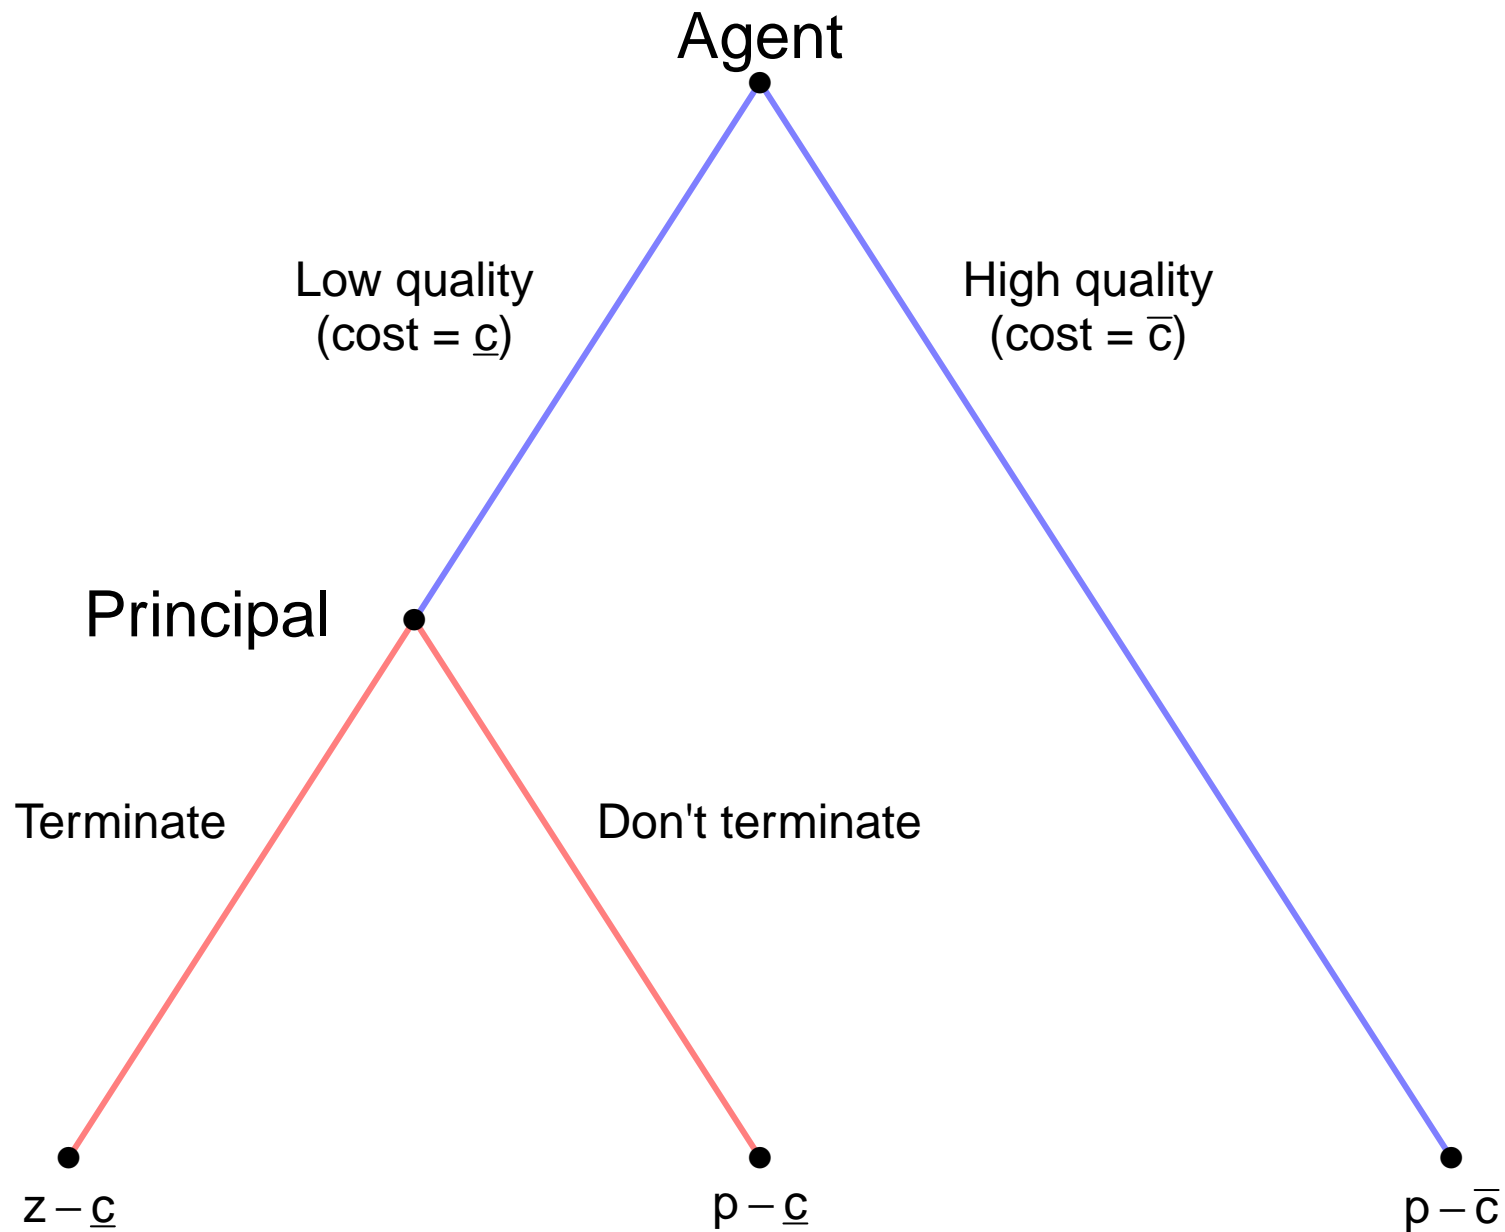 Agent
Low quality
(cost = c̲)
High quality
(cost = c̅)
Principal
Terminate
Don't terminate
z – c̲
p – c̲
p – c̅